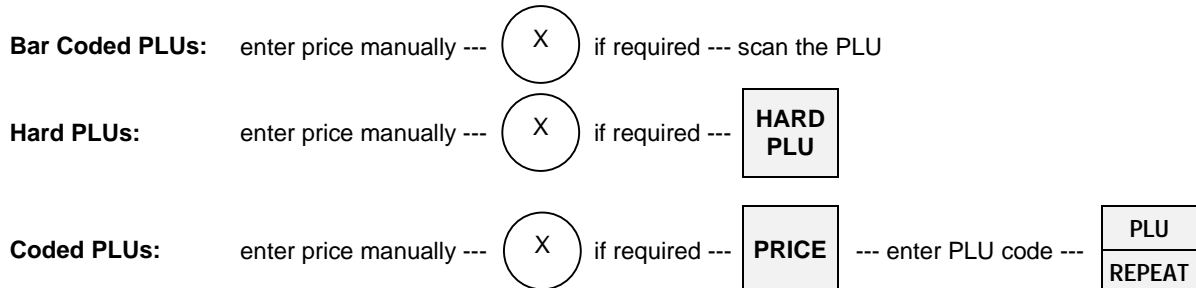 Bar Coded PLUs: enter price manually --- X if required --- scan the PLU
Hard PLUs: enter price manually --- X if required --- HARD PLU
Coded PLUs: enter price manually --- X if required --- PRICE --- enter PLU code --- PLU REPEAT